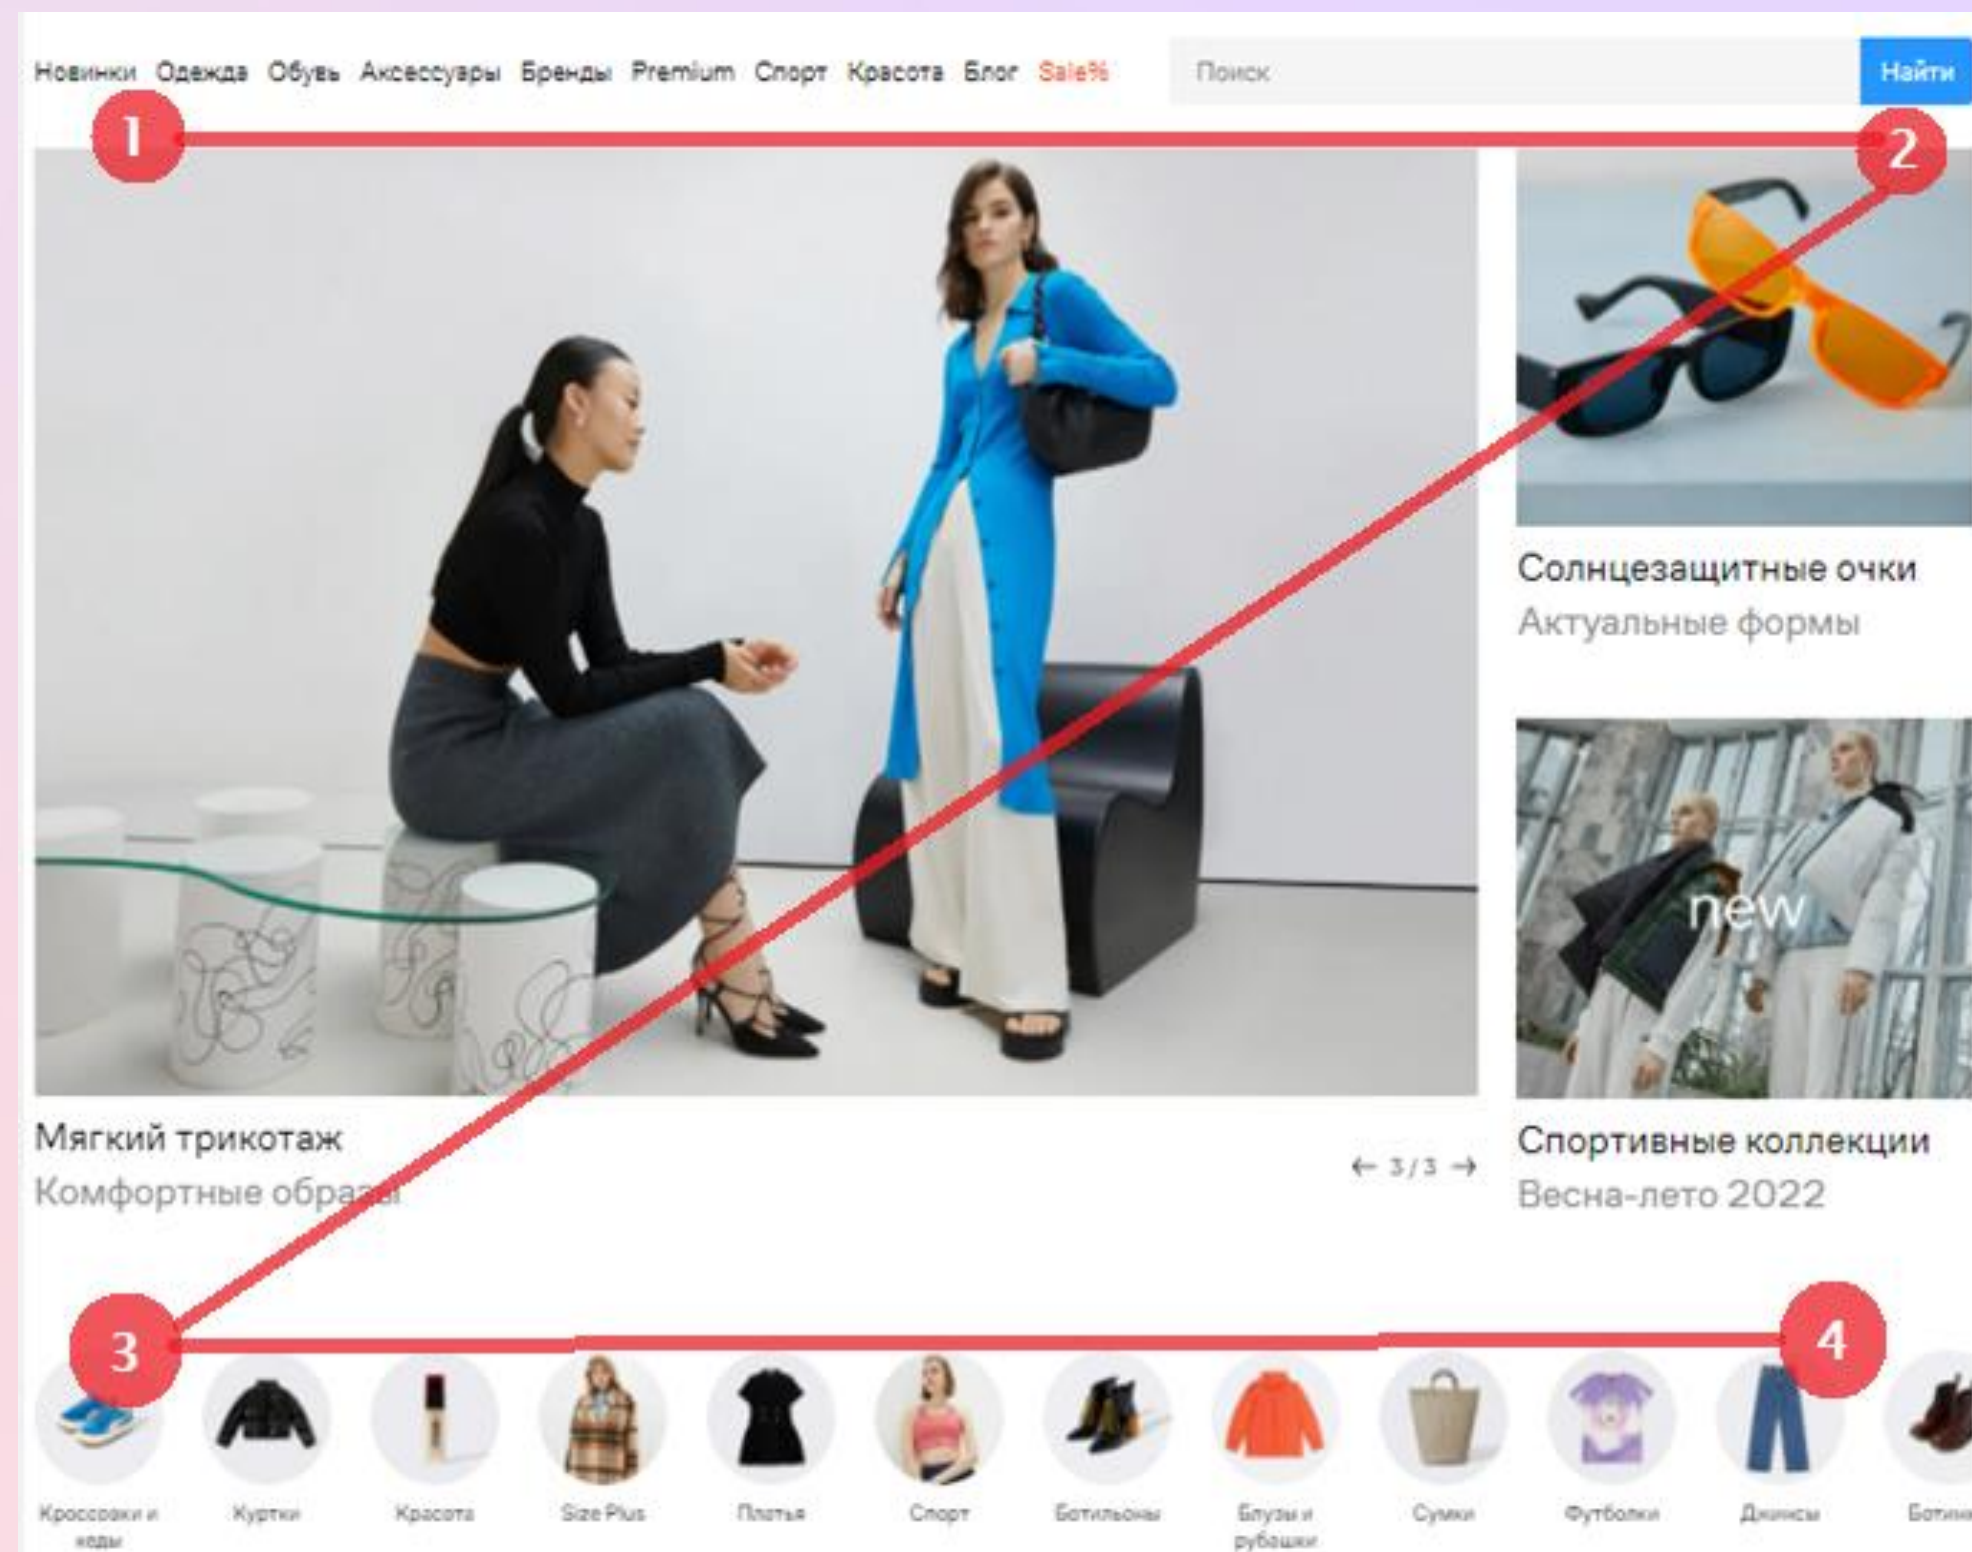 Новинки Одежда Обувь Аксессуары Бренды Premium Спорт Красота Блог Sale% Поиск Найти
1
2
Солнцезащитные очки
Актуальные формы
new
Мягкий трикотаж
Комфортные образы
← 3/3 →
Спортивные коллекции
Весна-лето 2022
3
4
Кроссовки и кеды
Куртки
Красота
Size Plus
Платья
Спорт
Ботильоны
Блузы и рубашки
Сумки
Футболки
Джинсы
Ботинк